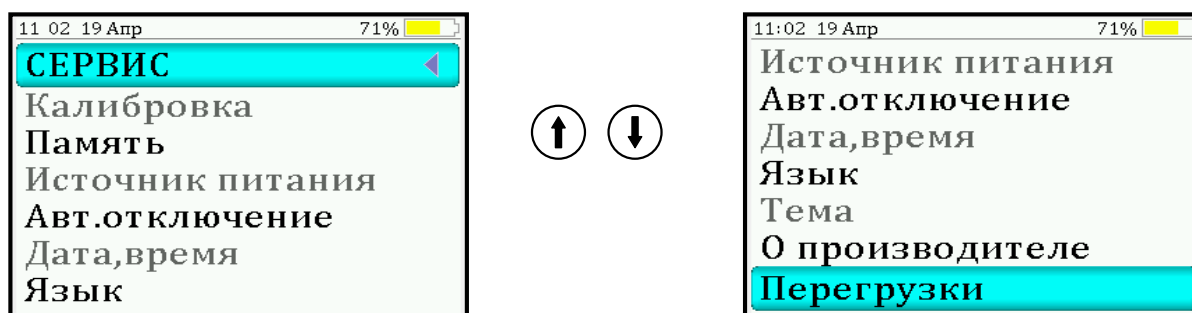 11 02 19 Апр 71%
СЕРВИС
Калибровка
Память
Источник питания
Авт.отключение
Дата,время
Язык
11:02 19 Апр 71%
Источник питания
Авт.отключение
Дата,время
Язык
Тема
О производителе
Перегрузки